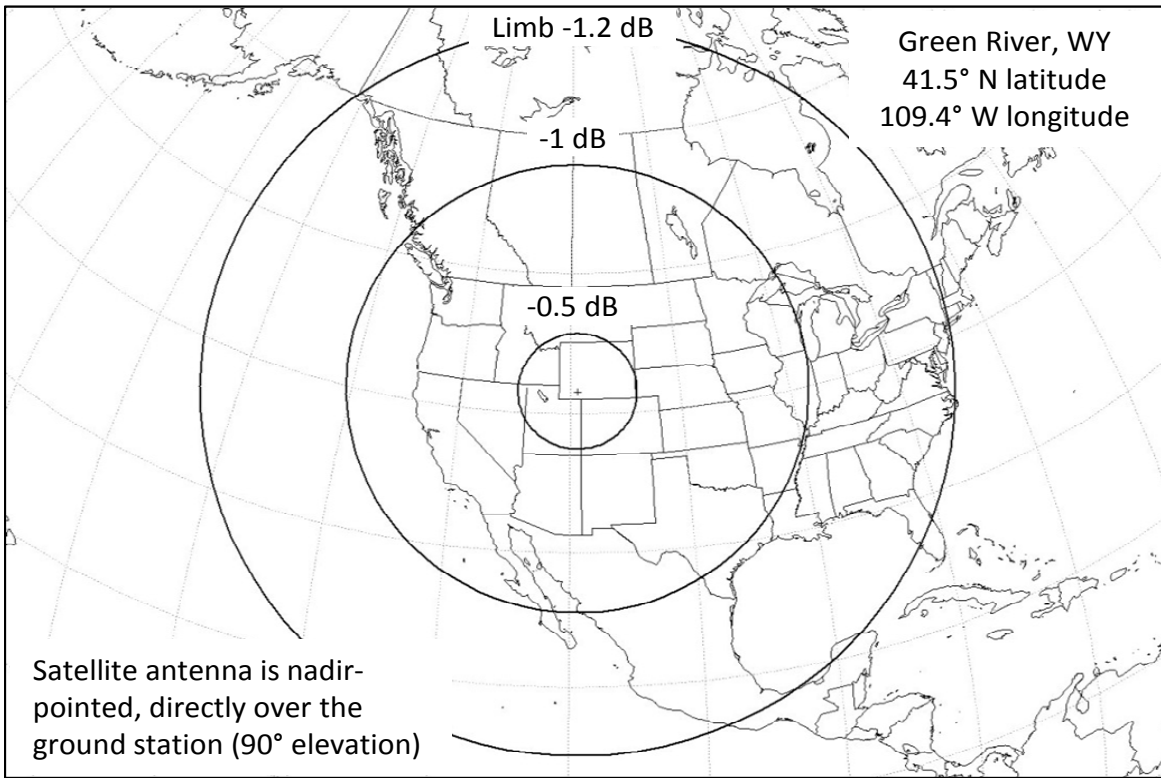 Limb -1.2 dB
Green River, WY
41.5° N latitude
109.4° W longitude
-1 dB
-0.5 dB
Satellite antenna is nadir-
pointed, directly over the
ground station (90° elevation)